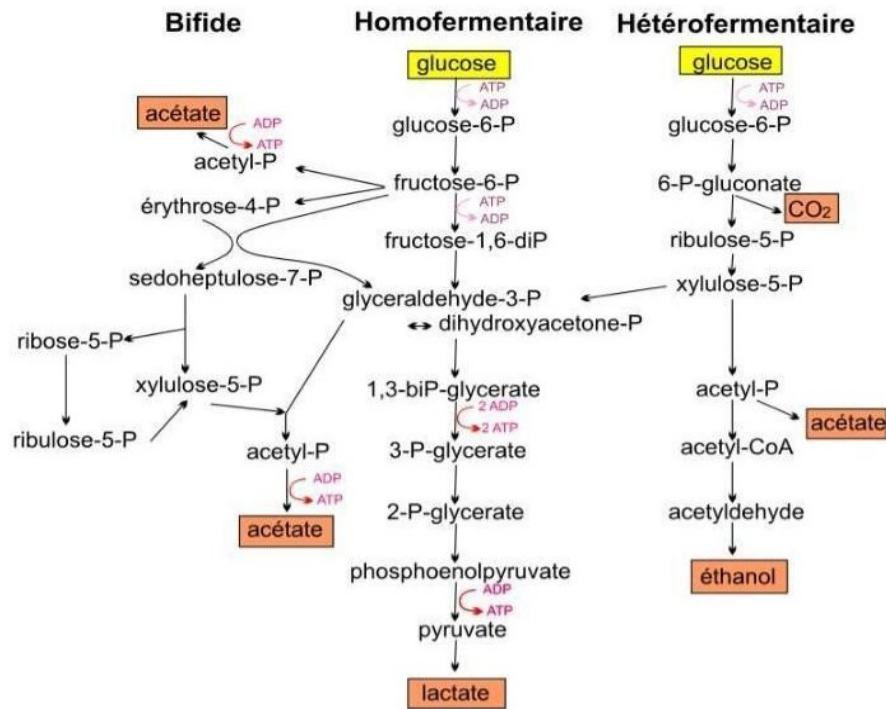 Bifide
acétate
ADP
ATP
acetyl-P
érythrose-4-P
sedoheptulose-7-P
ribose-5-P
xylulose-5-P
ribulose-5-P
acetyl-P
ADP
ATP
acétate
Homofermentaire
glucose
ATP
ADP
glucose-6-P
fructose-6-P
ATP
ADP
fructose-1,6-diP
glyceraldehyde-3-P
dihydroxyacetone-P
1,3-biP-glycerate
2 ADP
2 ATP
3-P-glycerate
2-P-glycerate
phosphoenolpyruvate
ADP
ATP
pyruvate
lactate
Hétérofermentaire
glucose
ATP
ADP
glucose-6-P
6-P-gluconate
CO₂
ribulose-5-P
xylulose-5-P
acetyl-P
acétate
acetyl-CoA
acetyldehyde
éthanol